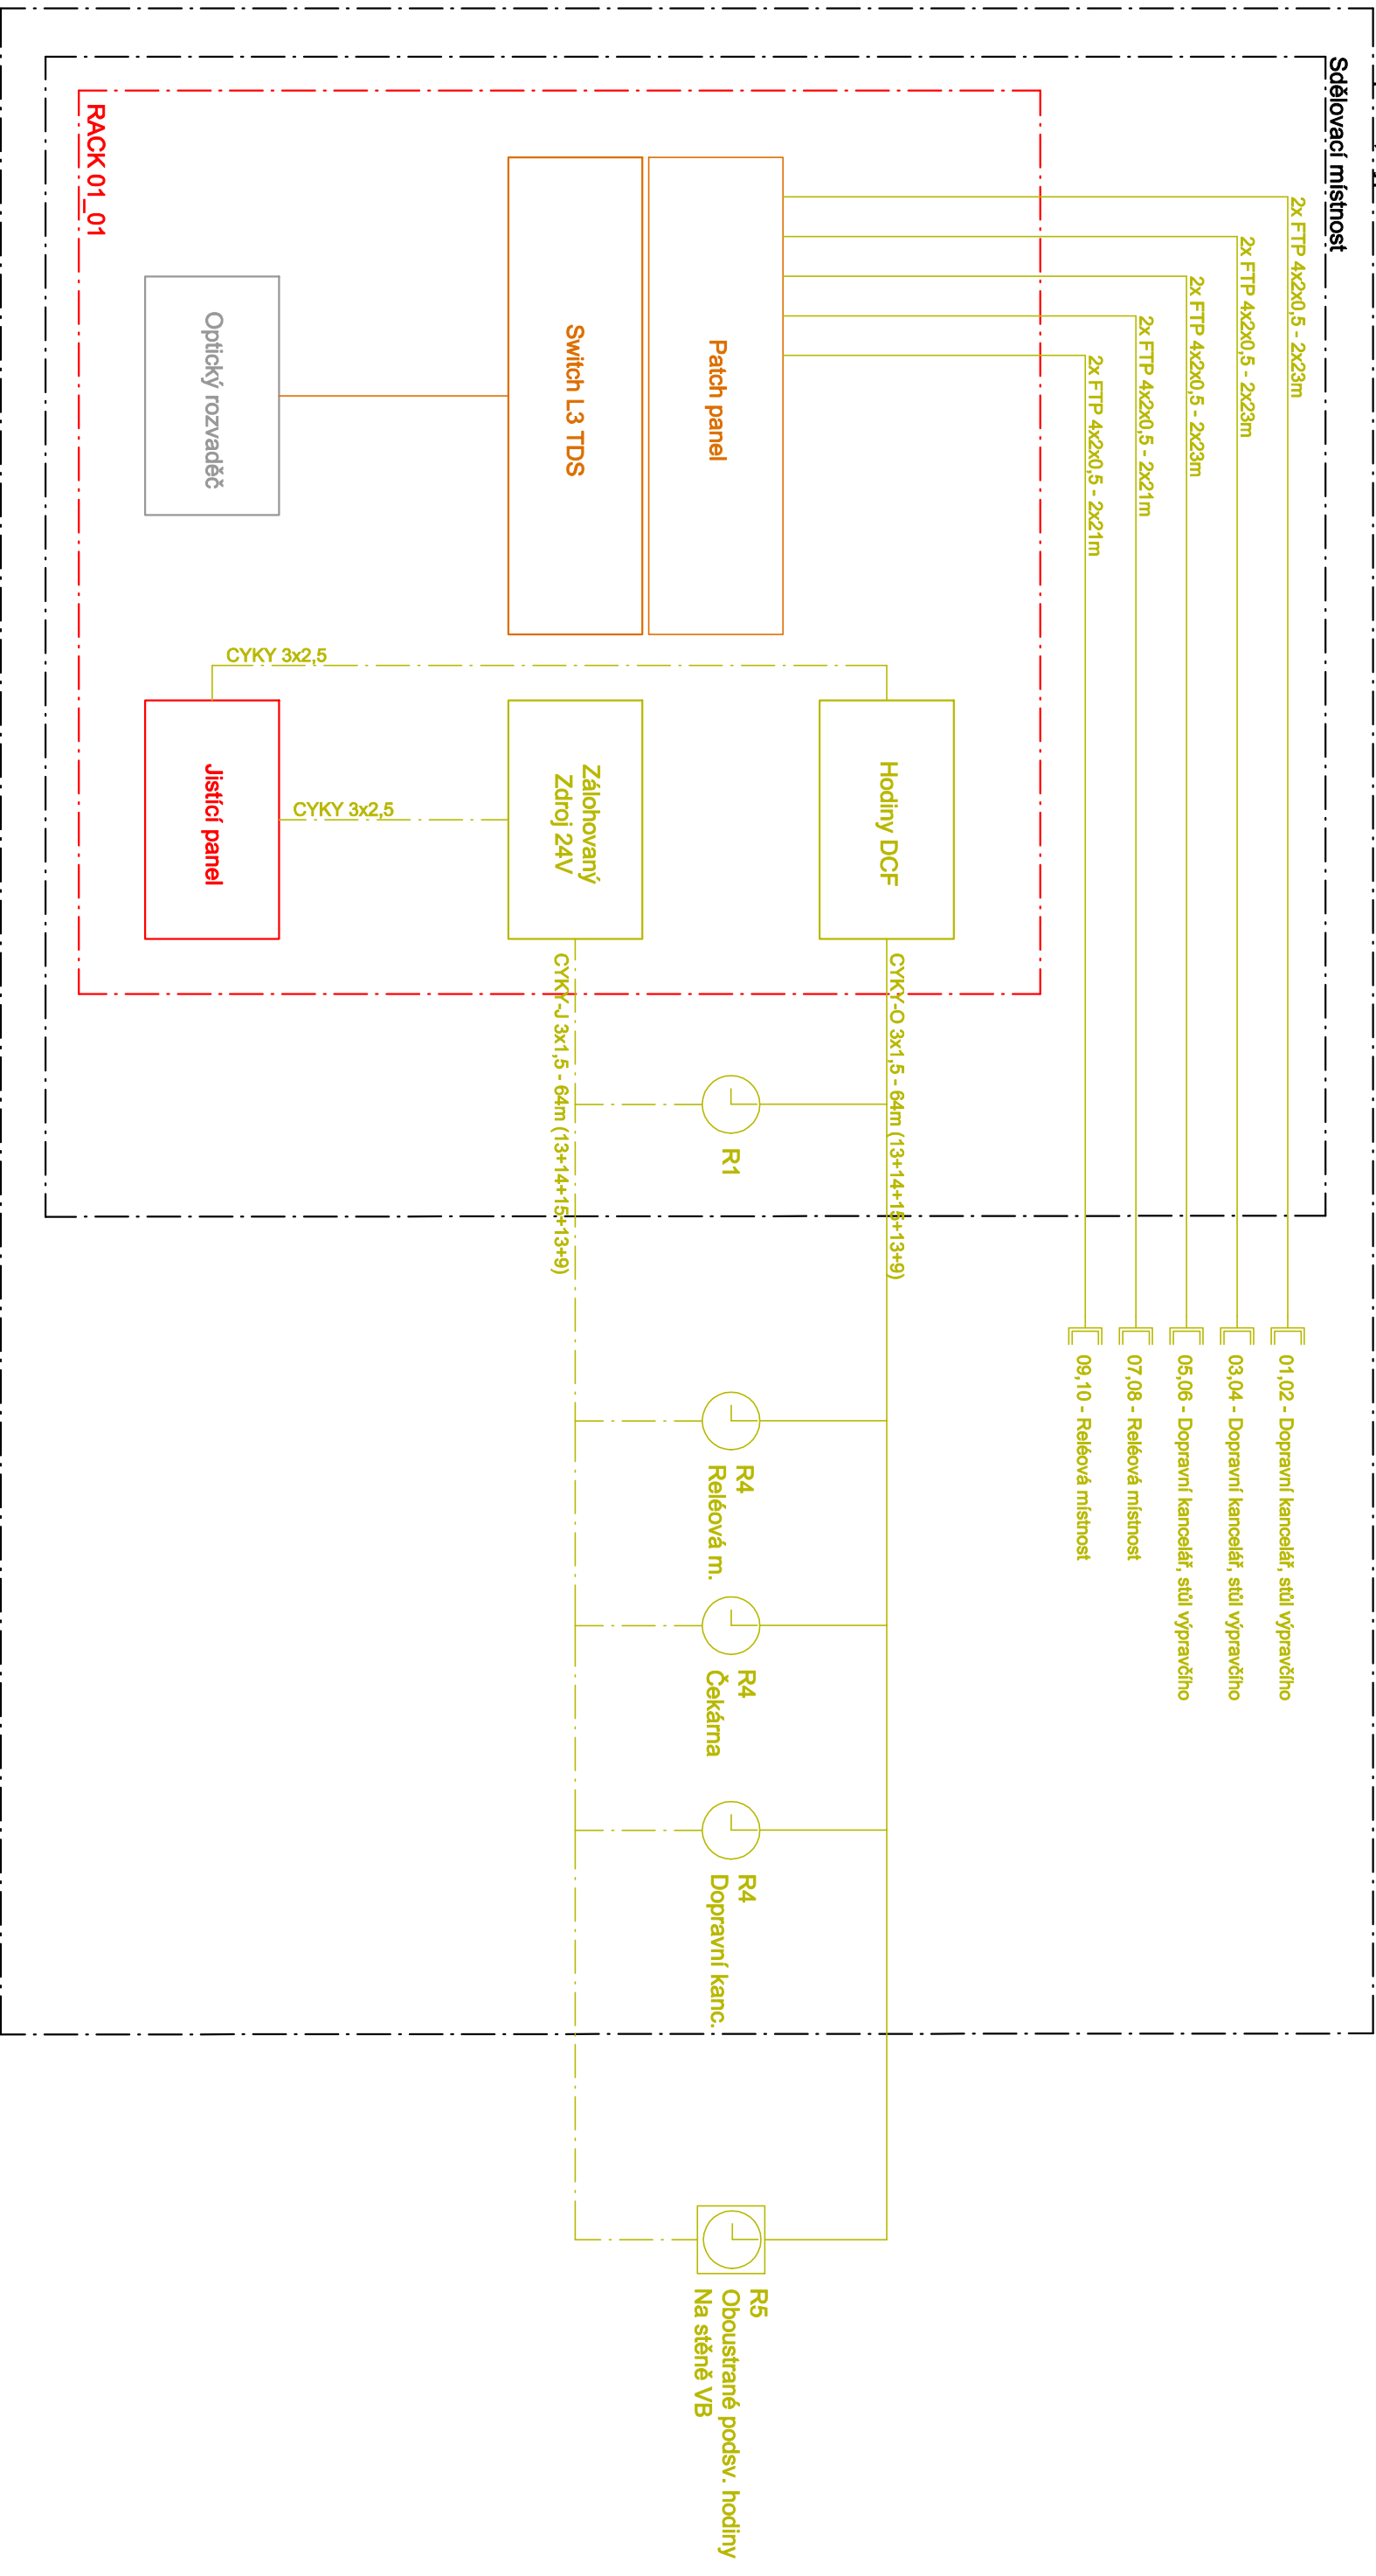 Sdělovací místnost
2x FTP 4x2x0,5 - 2x23m
2x FTP 4x2x0,5 - 2x23m
2x FTP 4x2x0,5 - 2x23m
2x FTP 4x2x0,5 - 2x21m
2x FTP 4x2x0,5 - 2x21m
01,02 - Dopravní kancelář, stůl výpravčího
03,04 - Dopravní kancelář, stůl výpravčího
05,06 - Dopravní kancelář, stůl výpravčího
07,08 - Reléová místnost
09,10 - Reléová místnost
Patch panel
Switch L3 TDS
Optický rozvaděč
RACK 01_01
Hodiny DCF
Zálohovaný
Zdroj 24V
Jistící panel
CYKY 3x2,5
CYKY 3x2,5
CYKY-O 3x1,5 - 64m (13+14+15+13+9)
CYKY-J 3x1,5 - 64m (13+14+15+13+9)
R1
R4
Reléová m.
R4
Čekárna
R4
Dopravní kanc.
R5
Oboustrané podsv. hodiny
Na stěně VB